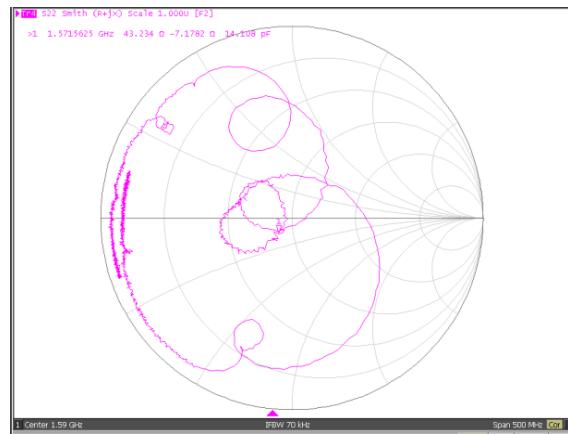 Tr4 S22 Smith (R+jX) Scale 1.000U [F2]
>1 1.5715625 GHz 43.234 Ω -7.1782 Ω 14.108 pF
1
1 Center 1.59 GHz IFBW 70 kHz Span 500 MHz Cor